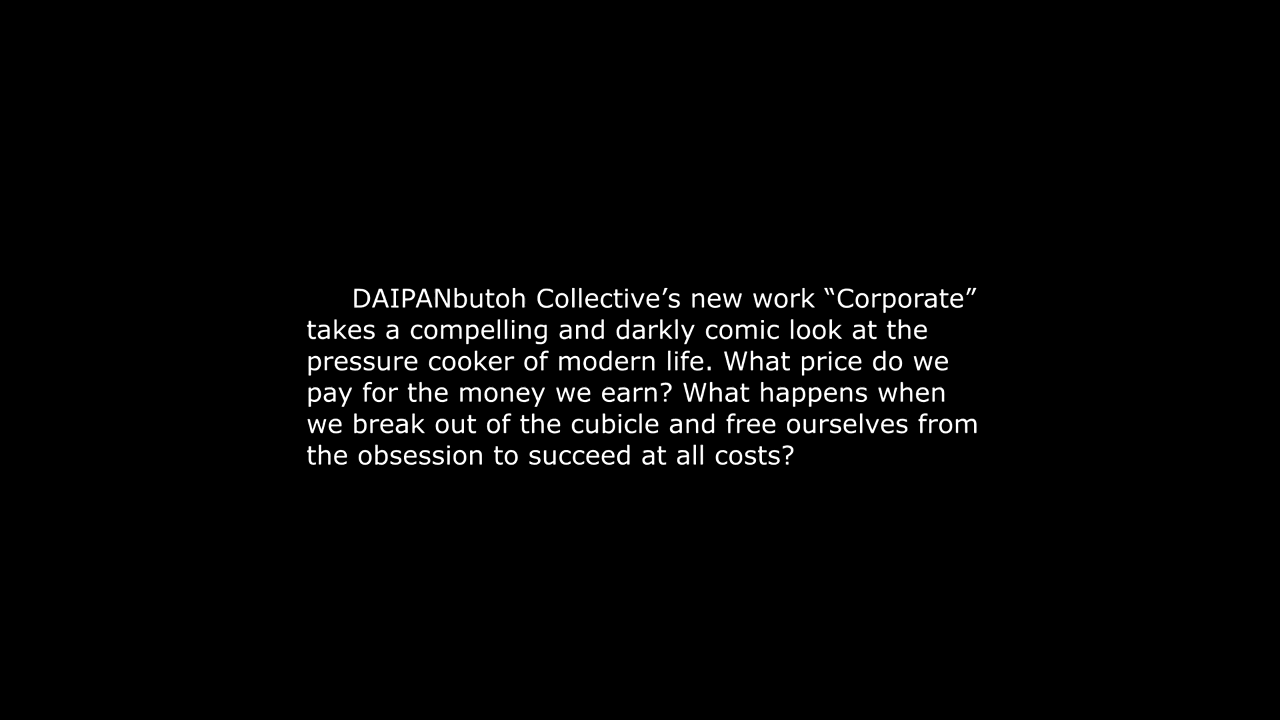 DAIPANbutoh Collective’s new work “Corporate”
takes a compelling and darkly comic look at the
pressure cooker of modern life. What price do we
pay for the money we earn? What happens when
we break out of the cubicle and free ourselves from
the obsession to succeed at all costs?